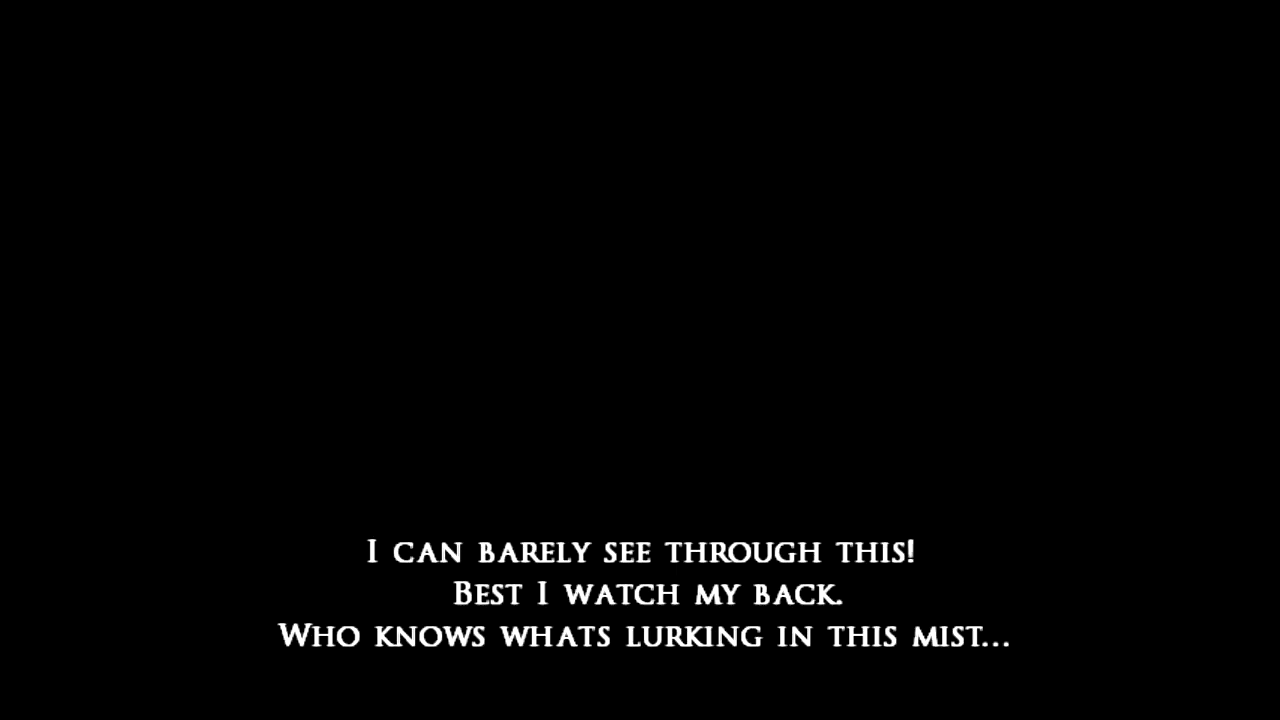 I can barely see through this!
Best I watch my back.
Who knows whats lurking in this mist...